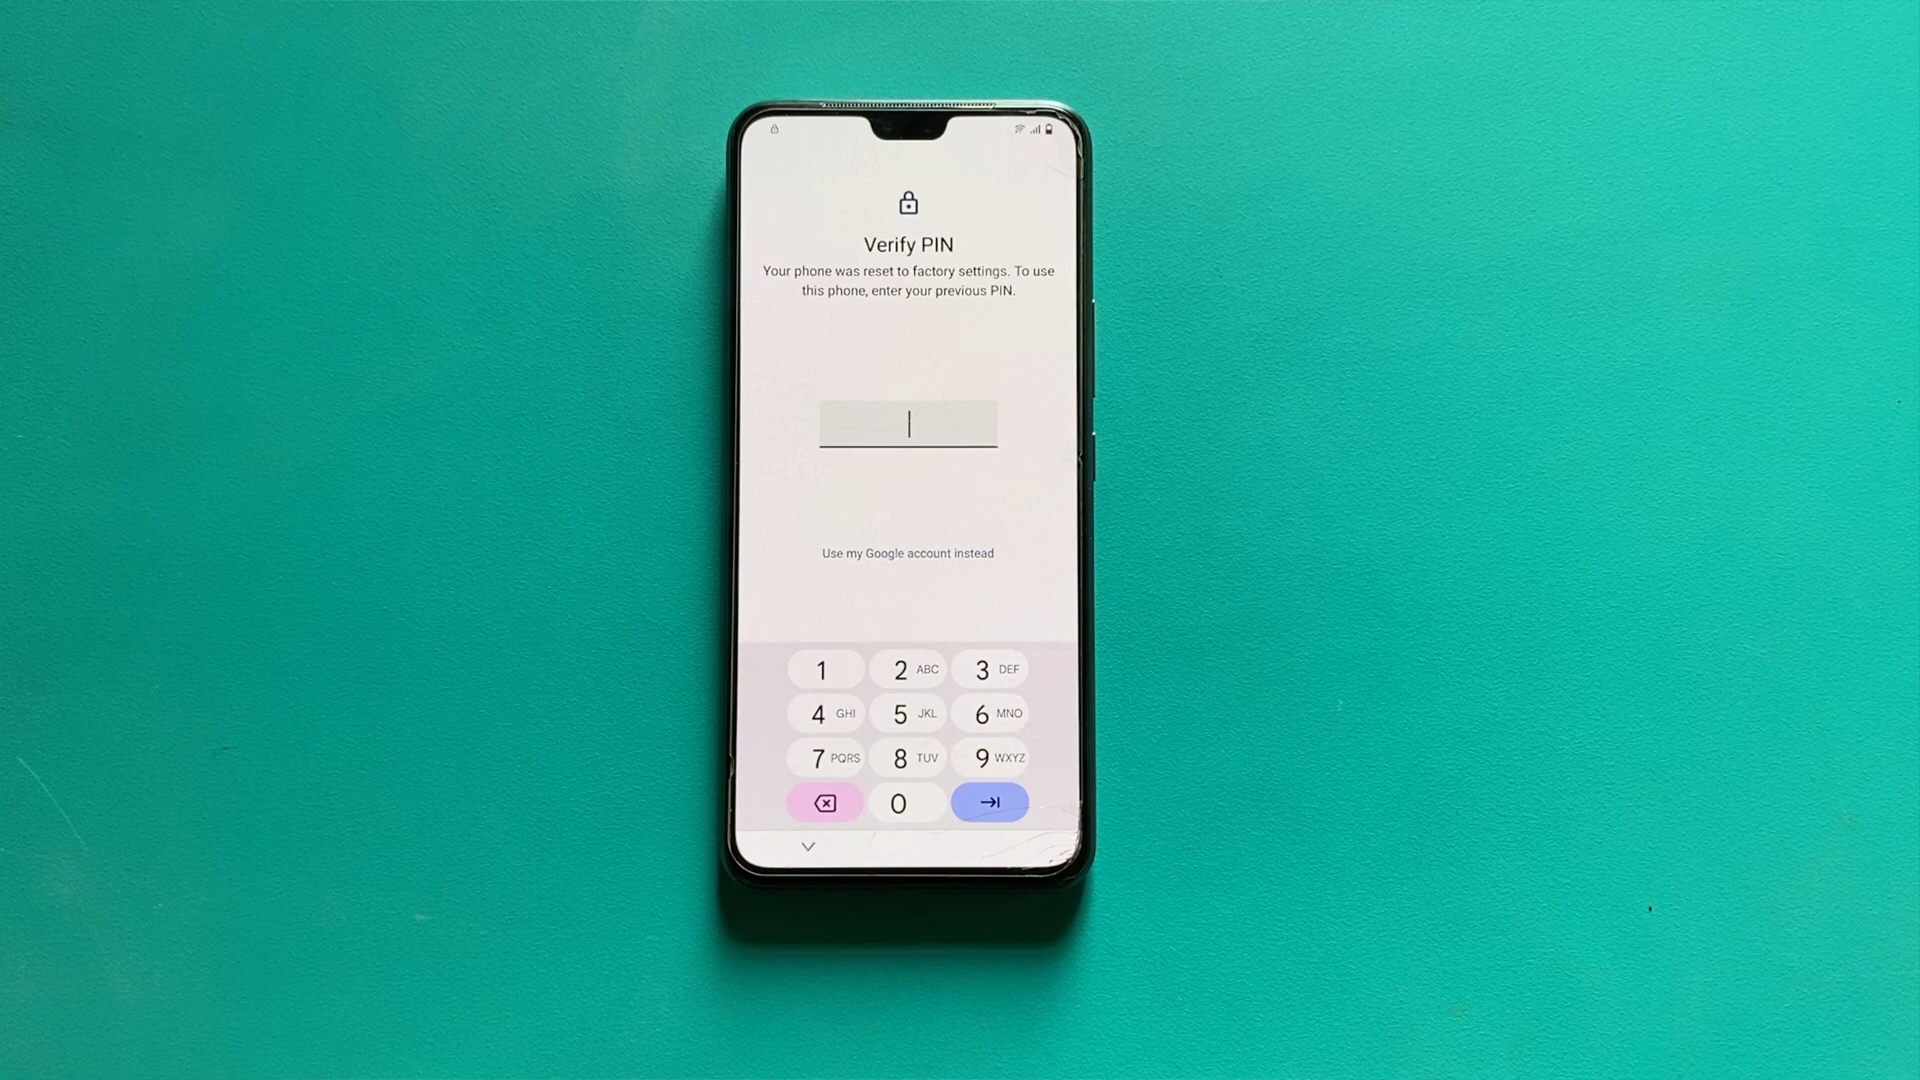 Verify PIN
Your phone was reset to factory settings. To use
this phone, enter your previous PIN.
Use my Google account instead
1 2 ABC 3 DEF
4 GHI 5 JKL 6 MNO
7 PQRS 8 TUV 9 WXYZ
0